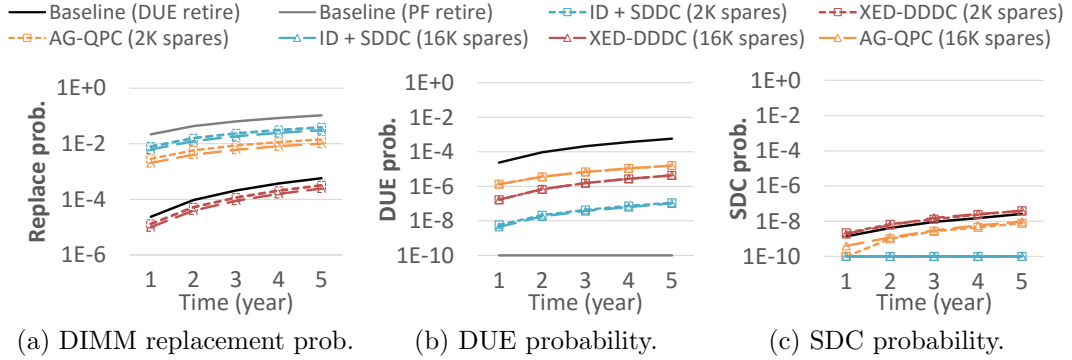 Baseline (DUE retire) Baseline (PF retire) ID + SDDC (2K spares) XED-DDDC (2K spares)
AG-QPC (2K spares) ID + SDDC (16K spares) XED-DDDC (16K spares) AG-QPC (16K spares)
Replace prob.
1E+0
1E-2
1E-4
1E-6
1 2 3 4 5
Time (year)
(a) DIMM replacement prob.
DUE prob.
1E+0
1E-2
1E-4
1E-6
1E-8
1E-10
1 2 3 4 5
Time (year)
(b) DUE probability.
SDC prob.
1E+0
1E-2
1E-4
1E-6
1E-8
1E-10
1 2 3 4 5
Time (year)
(c) SDC probability.